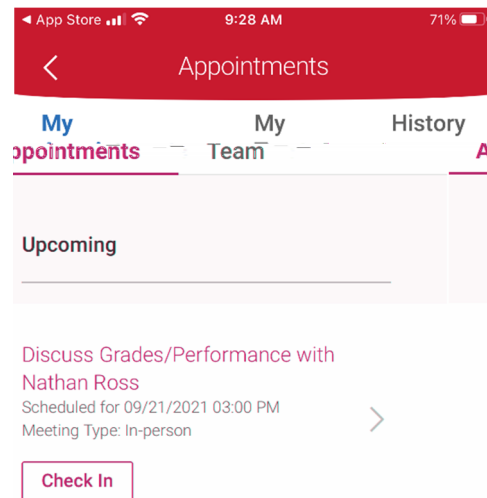 App Store 9:28 AM 71%
Appointments
My My History
ppointments Team A
Upcoming
Discuss Grades/Performance with
Nathan Ross
Scheduled for 09/21/2021 03:00 PM
Meeting Type: In-person
Check In